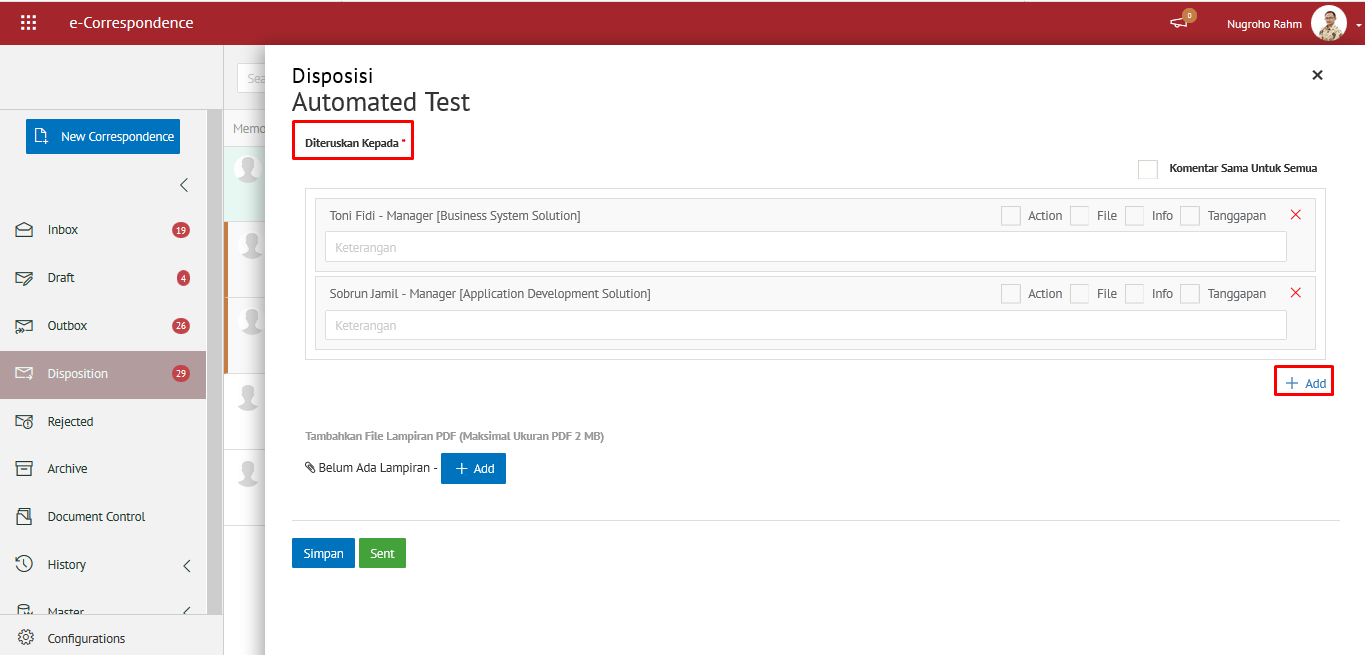 e-Correspondence
0
Nugroho Rahm
Sea
Memo
New Correspondence
Inbox 19
Draft 4
Outbox 26
Disposition 29
Rejected
Archive
Document Control
History
Master
Configurations
Disposisi
Automated Test
Diteruskan Kepada *
Komentar Sama Untuk Semua
Toni Fidi - Manager [Business System Solution] Action File Info Tanggapan
Keterangan
Sobrun Jamil - Manager [Application Development Solution] Action File Info Tanggapan
Keterangan
+ Add
Tambahkan File Lampiran PDF (Maksimal Ukuran PDF 2 MB)
Belum Ada Lampiran - + Add
Simpan Sent